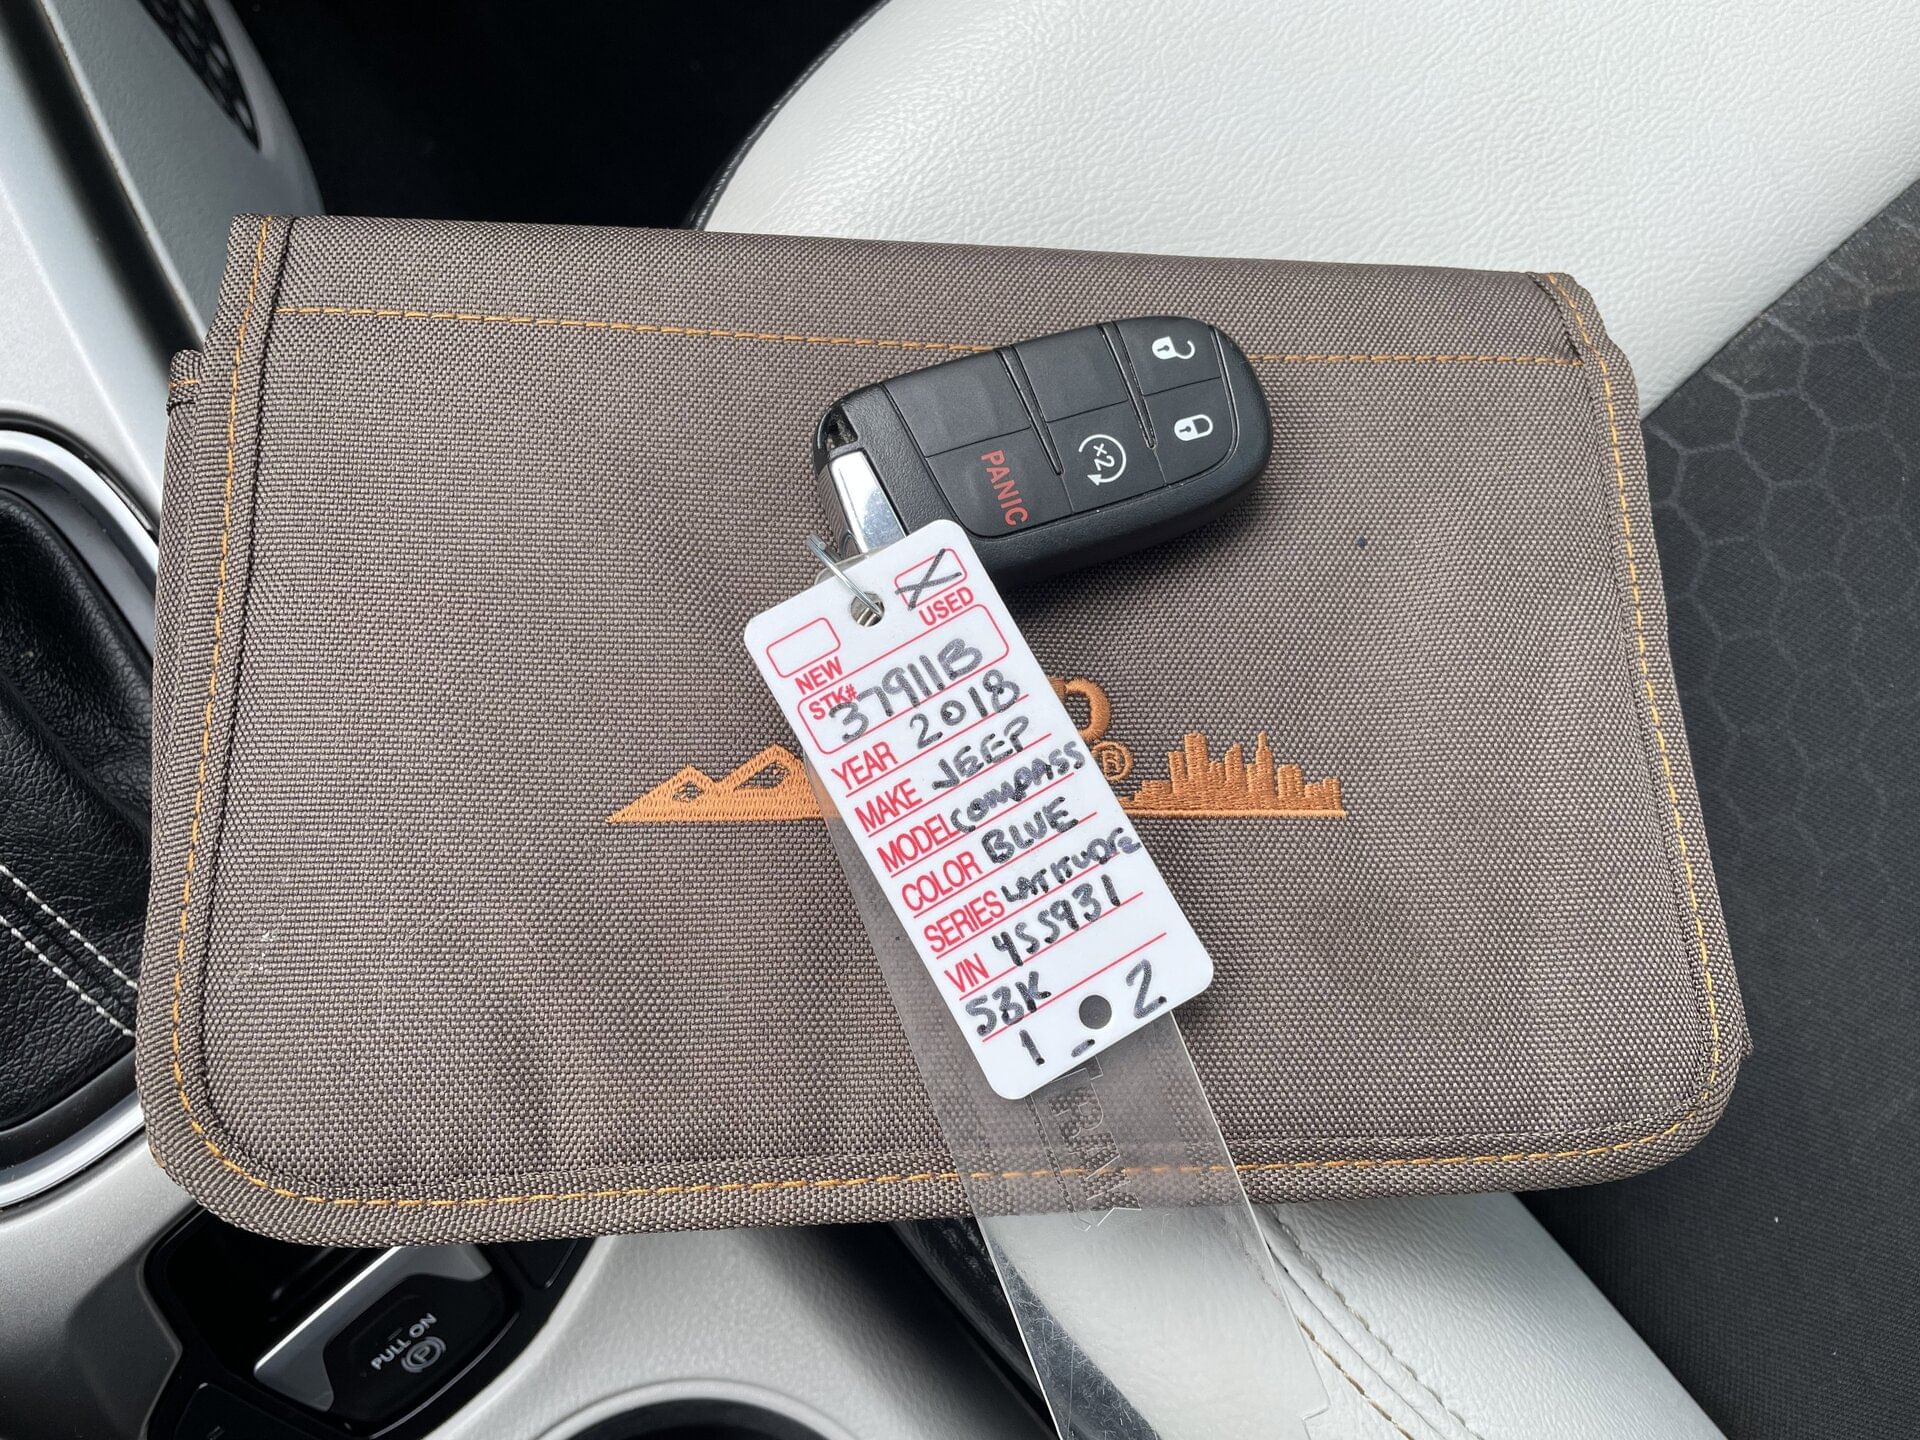 PANIC
x2
USED
NEW
STK# 37911B
YEAR 2018
MAKE JEEP
MODEL COMPASS
COLOR BLUE
SERIES LATITUDE
VIN 455931
58K
1 - 2
®
PULL ON
P